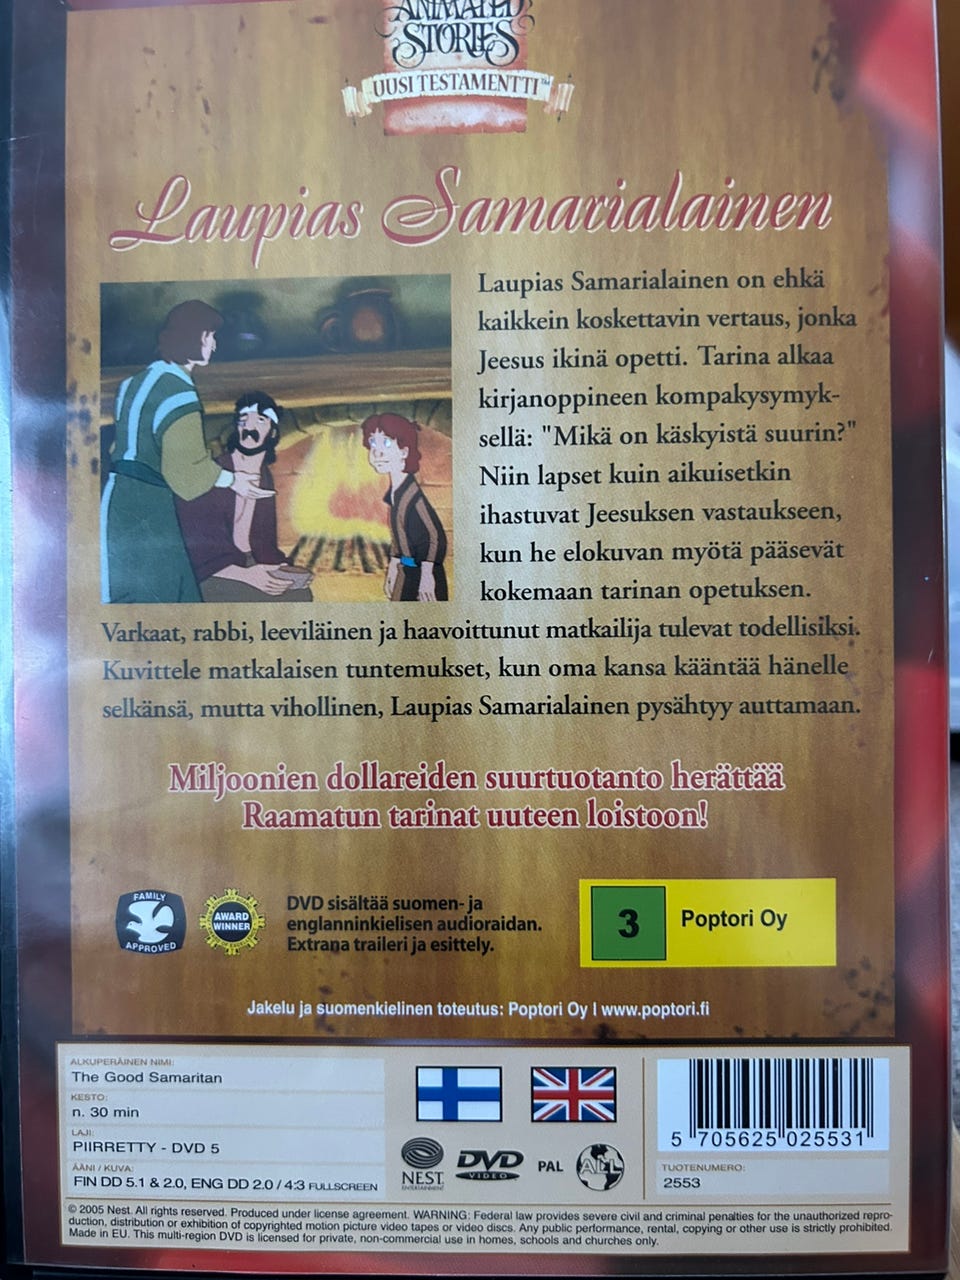 ANIMATED
STORIES
UUSI TESTAMENTTI™
Laupias Samarialainen
Laupias Samarialainen on ehkä
kaikkein koskettavin vertaus, jonka
Jeesus ikinä opetti. Tarina alkaa
kirjanoppineen kompakysymyk-
sellä: "Mikä on käskyistä suurin?"
Niin lapset kuin aikuisetkin
ihastuvat Jeesuksen vastaukseen,
kun he elokuvan myötä pääsevät
kokemaan tarinan opetuksen.
Varkaat, rabbi, leeviläinen ja haavoittunut matkailija tulevat todellisiksi.
Kuvittele matkalaisen tuntemukset, kun oma kansa kääntää hänelle
selkänsä, mutta vihollinen, Laupias Samarialainen pysähtyy auttamaan.
Miljoonien dollareiden suurtuotanto herättää
Raamatun tarinat uuteen loistoon!
FAMILY
APPROVED
AWARD
WINNER
DVD sisältää suomen- ja
englanninkielisen audioraidan.
Extrana traileri ja esittely.
3
Poptori Oy
Jakelu ja suomenkielinen toteutus: Poptori Oy | www.poptori.fi
ALKUPERÄINEN NIMI:
The Good Samaritan
KESTO:
n. 30 min
LAJI:
PIIRRETTY - DVD 5
ÄÄNI / KUVA:
FIN DD 5.1 & 2.0, ENG DD 2.0 / 4:3 FULLSCREEN
NEST
ENTERTAINMENT
DVD
VIDEO
PAL
ALL
5 705625 025531
TUOTENUMERO:
2553
© 2005 Nest. All rights reserved. Produced under license agreement. WARNING: Federal law provides severe civil and criminal penalties for the unauthorized repro-
duction, distribution or exhibition of copyrighted motion picture video tapes or video discs. Any public performance, rental, copying or other use is strictly prohibited.
Made in EU. This multi-region DVD is licensed for private, non-commercial use in homes, schools and churches only.